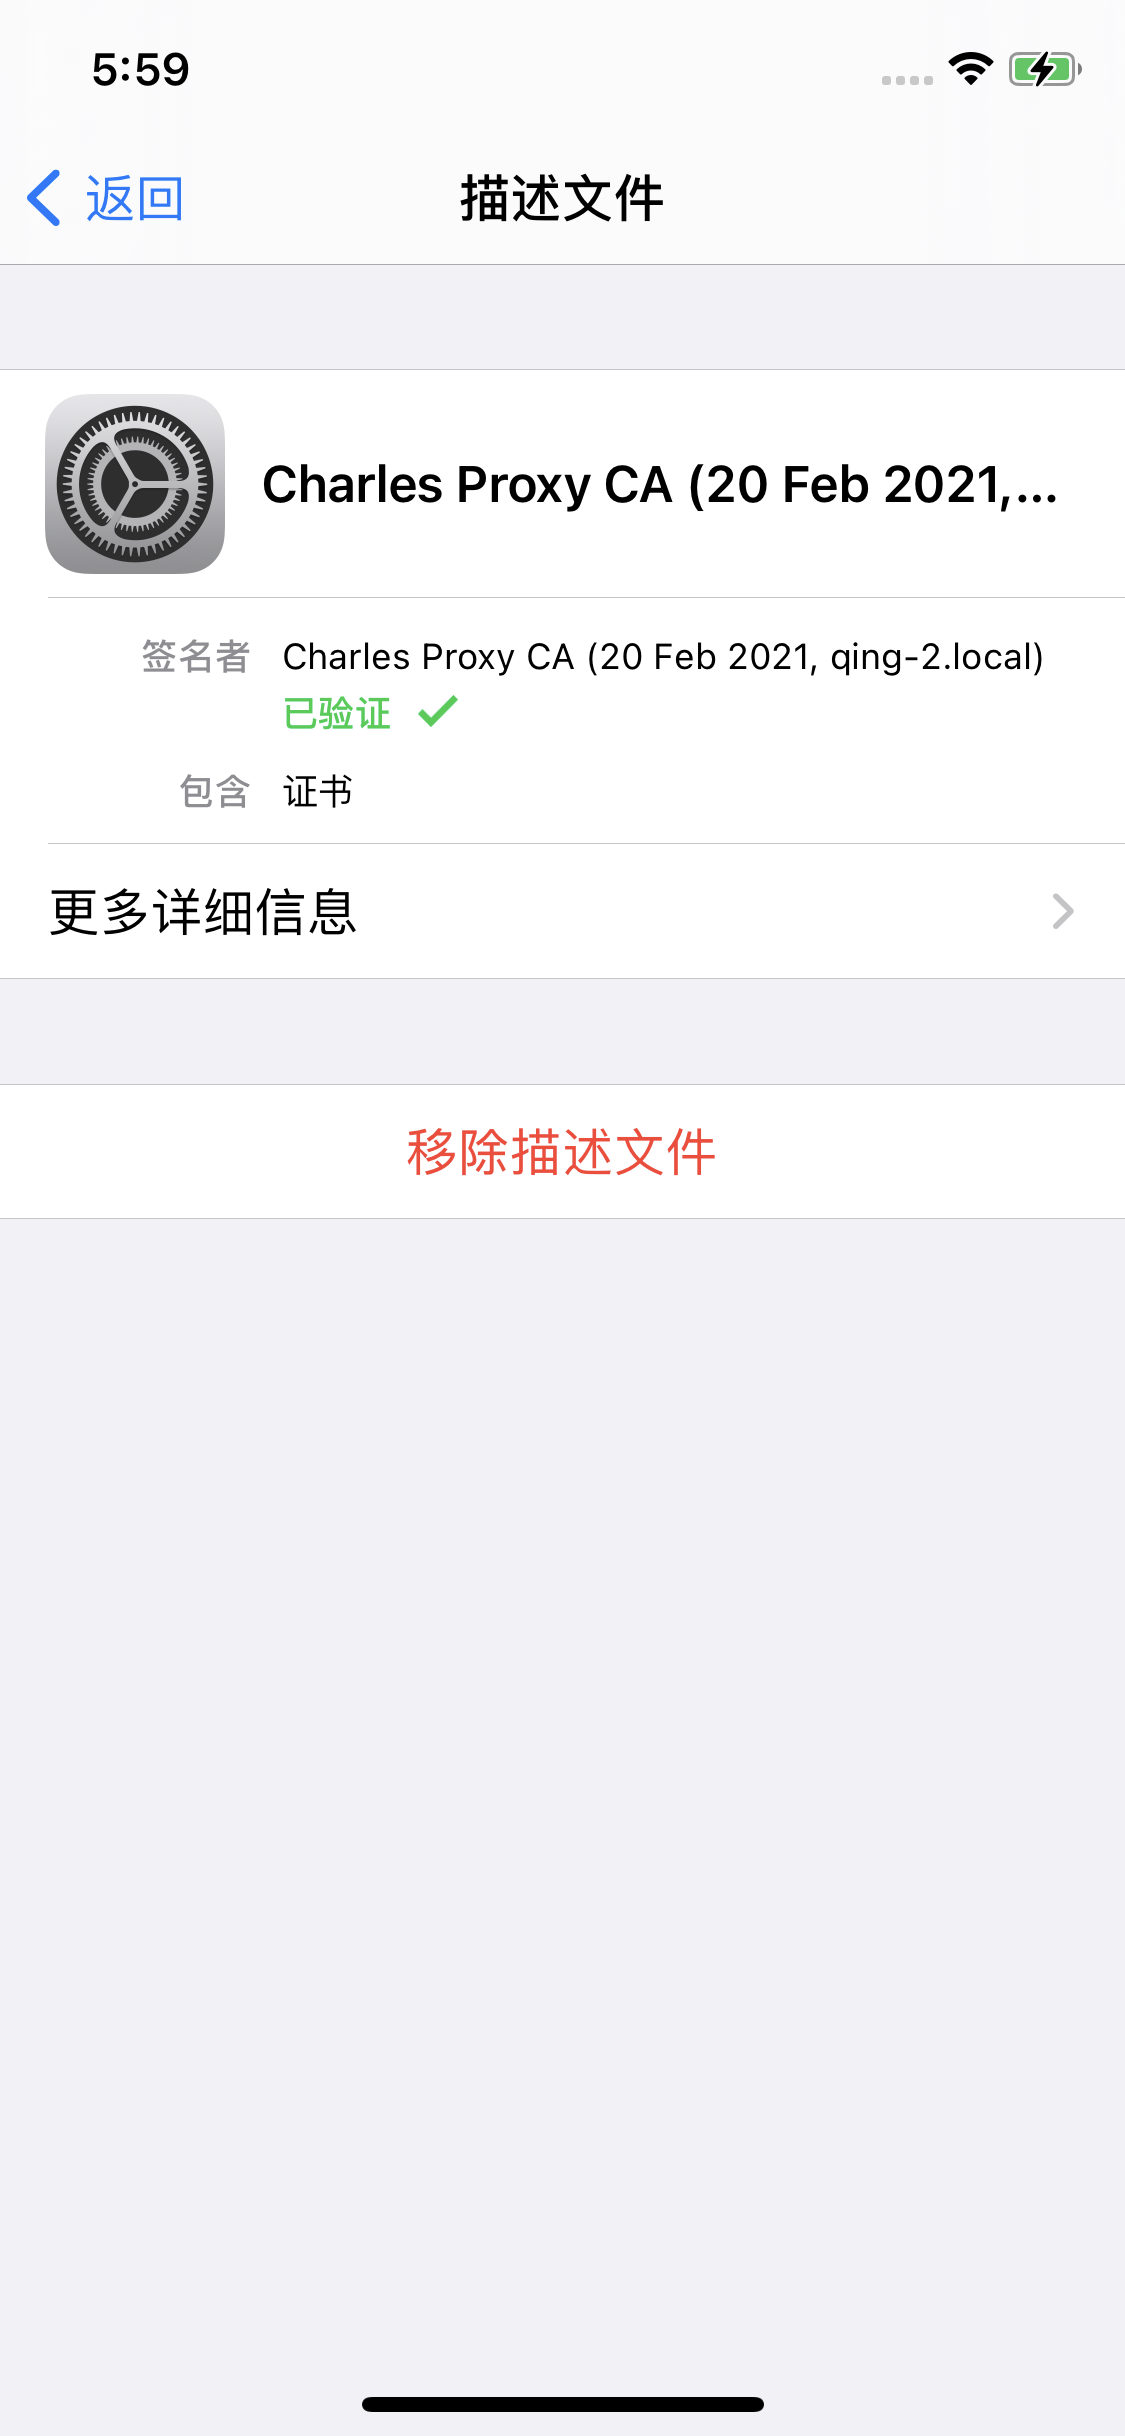 5:59
返回
描述文件
Charles Proxy CA (20 Feb 2021,...
签名者 Charles Proxy CA (20 Feb 2021, qing-2.local)
已验证
包含 证书
更多详细信息
移除描述文件